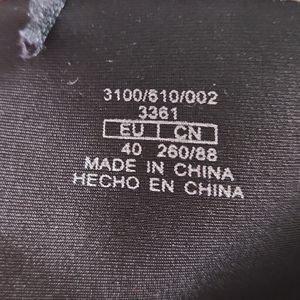 3100/610/002
3361
EU CN
40 260/88
MADE IN CHINA
HECHO EN CHINA